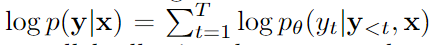 log p(y|x) = ∑_{t=1}^{T} log p_θ(y_t|y_{<t}, x)